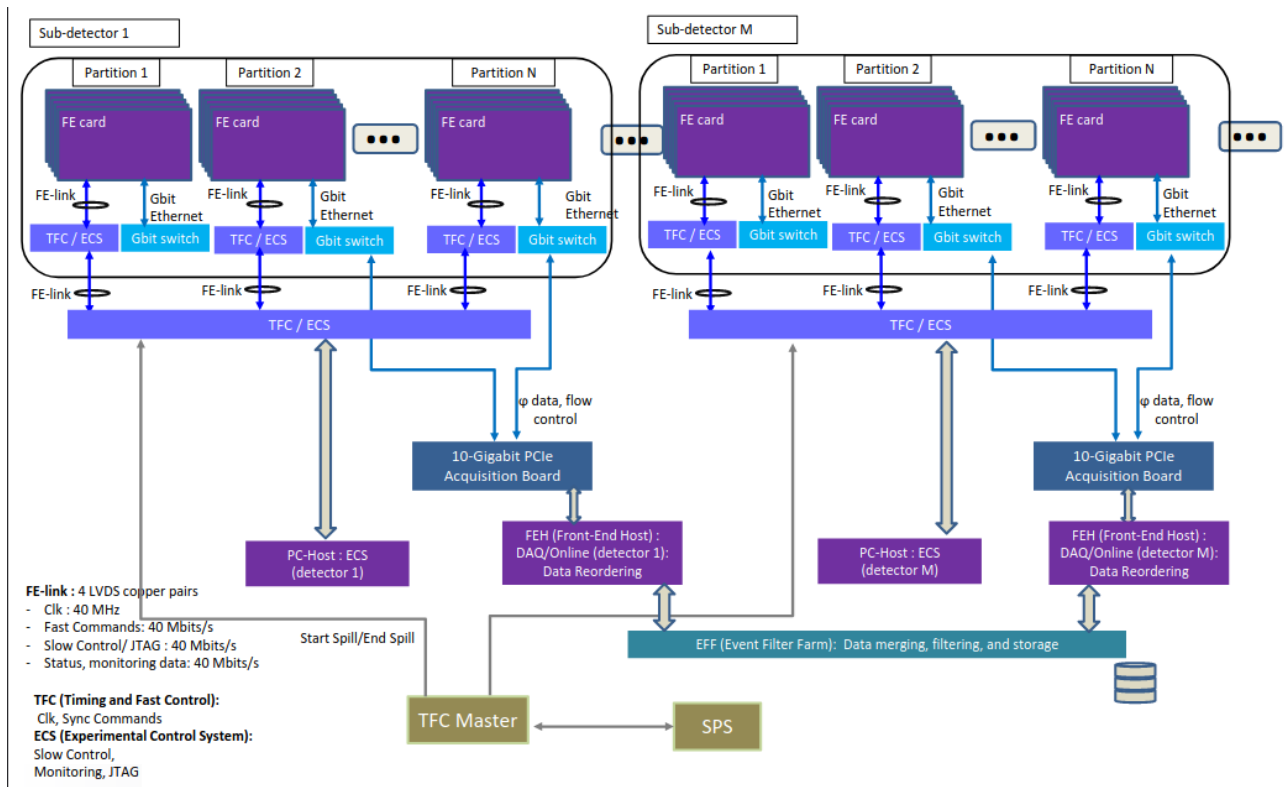 Sub-detector 1
Partition 1
Partition 2
Partition N
FE card
FE card
FE card
FE-link
Gbit
Ethernet
FE-link
Gbit
Ethernet
FE-link
Gbit
Ethernet
TFC / ECS
Gbit switch
TFC / ECS
Gbit switch
TFC / ECS
Gbit switch
FE-link
FE-link
FE-link
TFC / ECS
φ data, flow
control
10-Gigabit PCIe
Acquisition Board
FEH (Front-End Host) :
DAQ/Online (detector 1):
Data Reordering
PC-Host : ECS
(detector 1)
Sub-detector M
Partition 1
Partition 2
Partition N
FE card
FE card
FE card
FE-link
Gbit
Ethernet
FE-link
Gbit
Ethernet
FE-link
Gbit
Ethernet
TFC / ECS
Gbit switch
TFC / ECS
Gbit switch
TFC / ECS
Gbit switch
FE-link
FE-link
FE-link
TFC / ECS
φ data, flow
control
10-Gigabit PCIe
Acquisition Board
FEH (Front-End Host) :
DAQ/Online (detector M):
Data Reordering
PC-Host : ECS
(detector M)
FE-link : 4 LVDS copper pairs
- Clk : 40 MHz
- Fast Commands: 40 Mbits/s
- Slow Control/ JTAG : 40 Mbits/s
- Status, monitoring data: 40 Mbits/s
Start Spill/End Spill
EFF (Event Filter Farm): Data merging, filtering, and storage
TFC (Timing and Fast Control):
Clk, Sync Commands
ECS (Experimental Control System):
Slow Control,
Monitoring, JTAG
TFC Master
SPS